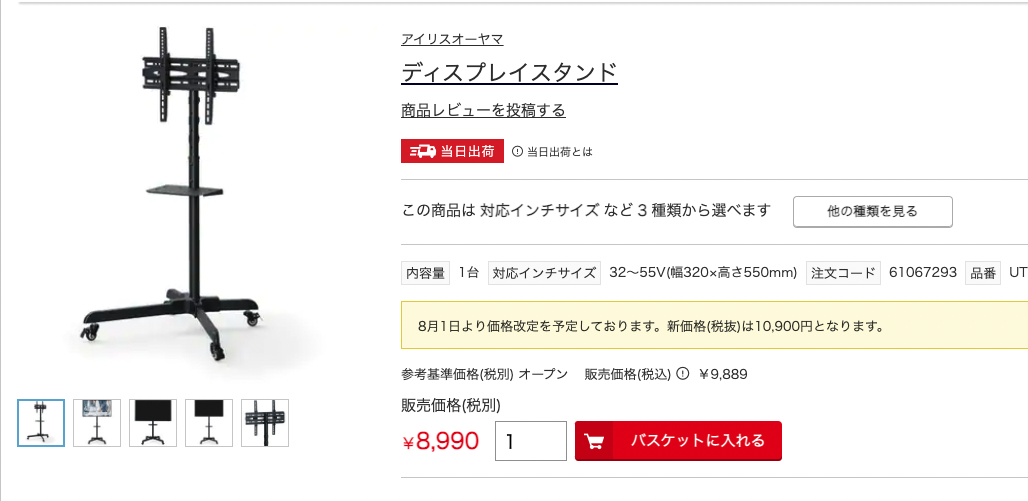 アイリスオーヤマ
ディスプレイスタンド
商品レビューを投稿する
当日出荷 当日出荷とは
この商品は 対応インチサイズ など 3 種類から選べます 他の種類を見る
内容量 1台 対応インチサイズ 32～55V(幅320×高さ550mm) 注文コード 61067293 品番 UT
8月1日より価格改定を予定しております。新価格(税抜)は10,900円となります。
参考基準価格(税別) オープン 販売価格(税込) ￥9,889
販売価格(税別)
￥8,990 1 バスケットに入れる